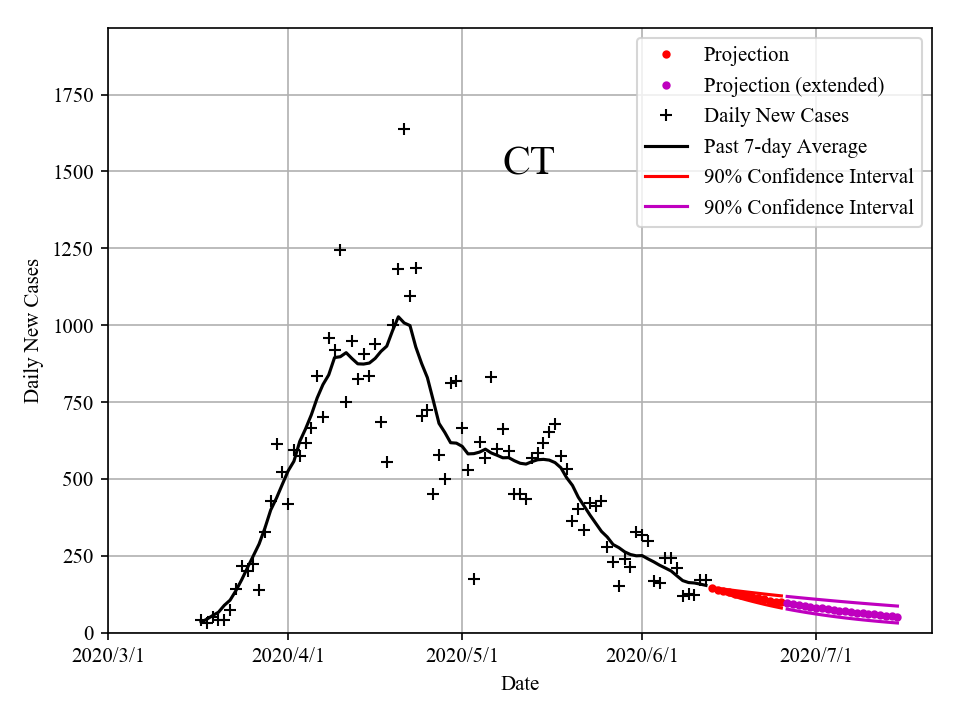 Projection
Projection (extended)
Daily New Cases
Past 7-day Average
90% Confidence Interval
90% Confidence Interval
CT
1750
1500
1250
1000
750
500
250
0
Daily New Cases
2020/3/1 2020/4/1 2020/5/1 2020/6/1 2020/7/1
Date